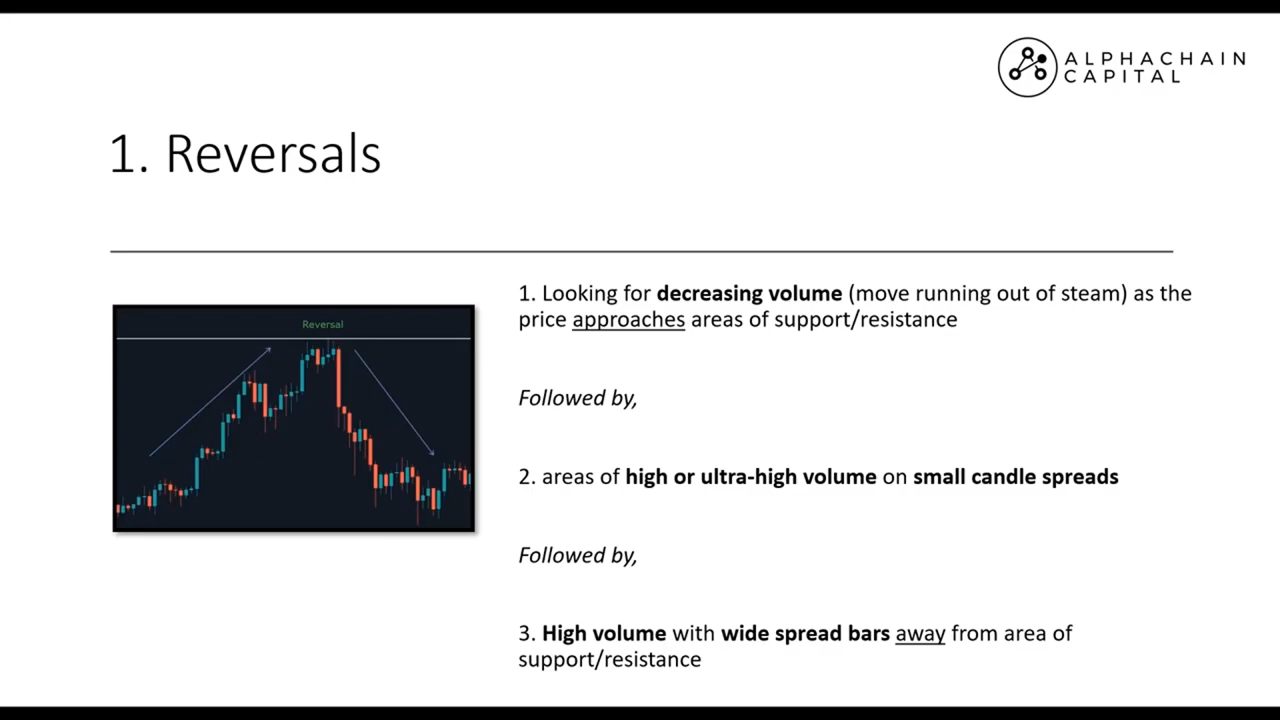 ALPHACHAIN
CAPITAL
1. Reversals
Reversal
1. Looking for decreasing volume (move running out of steam) as the
price approaches areas of support/resistance
Followed by,
2. areas of high or ultra-high volume on small candle spreads
Followed by,
3. High volume with wide spread bars away from area of
support/resistance